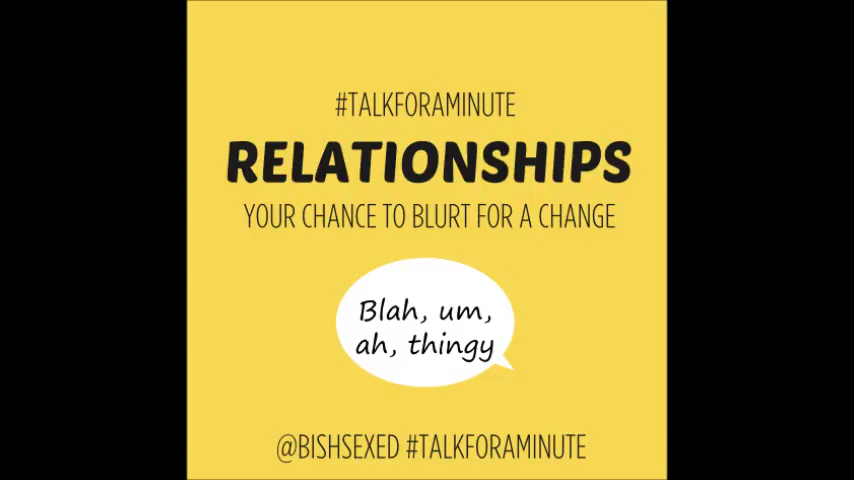 #TALKFORAMINUTE
RELATIONSHIPS
YOUR CHANCE TO BLURT FOR A CHANGE
Blah, um,
ah, thingy
@BISHSEXED #TALKFORAMINUTE